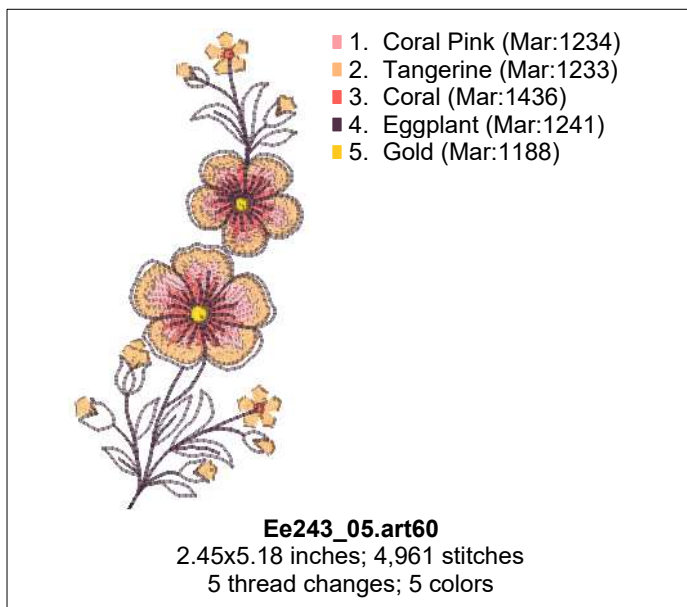 1. Coral Pink (Mar:1234)
2. Tangerine (Mar:1233)
3. Coral (Mar:1436)
4. Eggplant (Mar:1241)
5. Gold (Mar:1188)
Ee243_05.art60
2.45x5.18 inches; 4,961 stitches
5 thread changes; 5 colors